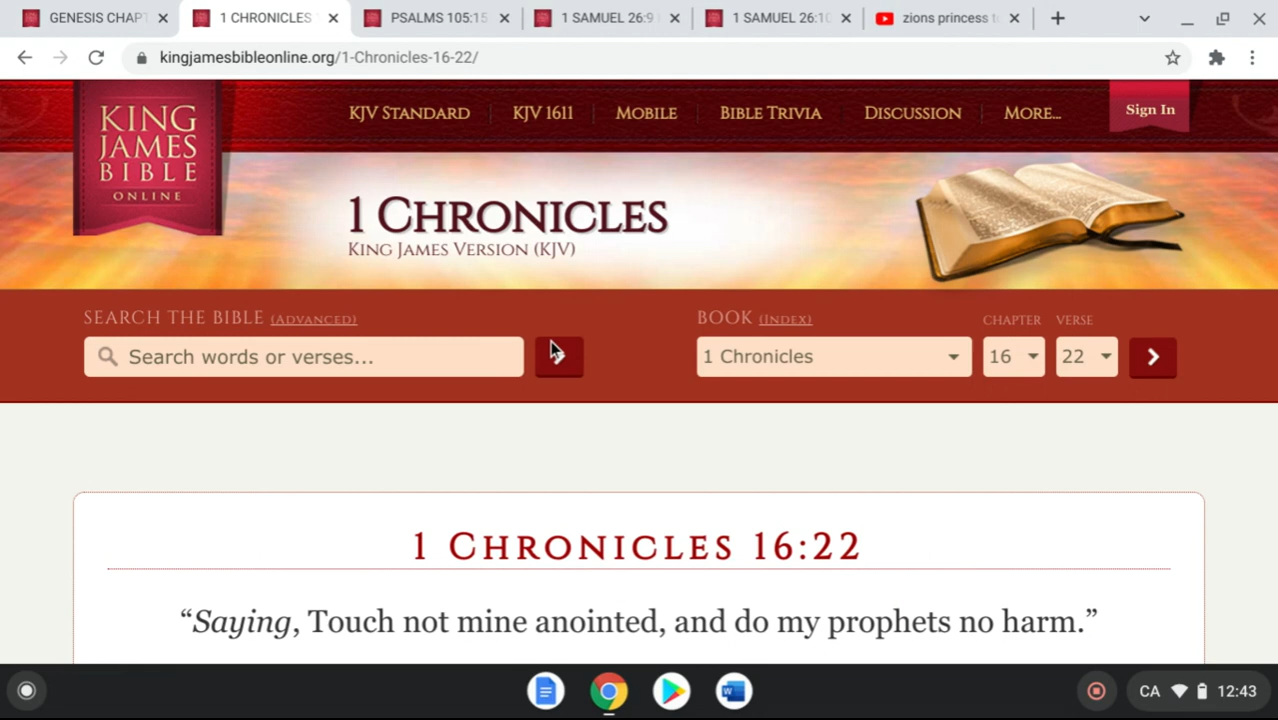 GENESIS CHAPT
1 CHRONICLES
PSALMS 105:15
1 SAMUEL 26:9
1 SAMUEL 26:10
zions princess t
kingjamesbibleonline.org/1-Chronicles-16-22/
KING
JAMES
BIBLE
ONLINE
KJV STANDARD
KJV 1611
MOBILE
BIBLE TRIVIA
DISCUSSION
MORE...
Sign In
1 CHRONICLES
KING JAMES VERSION (KJV)
SEARCH THE BIBLE (ADVANCED)
BOOK (INDEX)
CHAPTER
VERSE
Search words or verses...
1 Chronicles
16
22
1 CHRONICLES 16:22
“Saying, Touch not mine anointed, and do my prophets no harm.”
CA
12:43